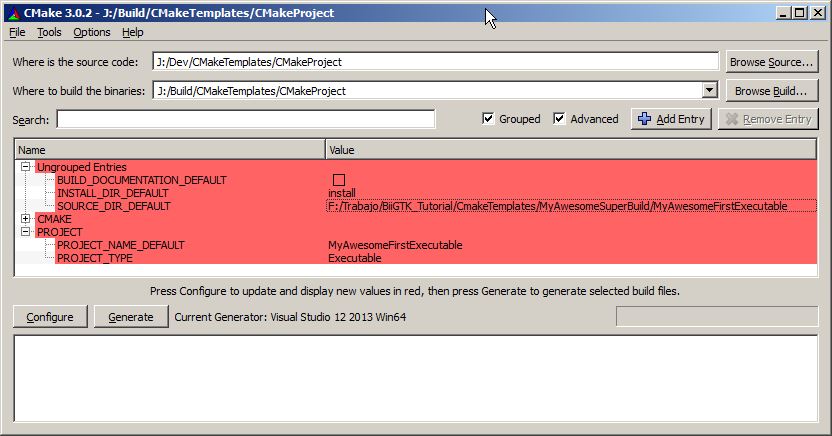 CMake 3.0.2 - J:/Build/CMakeTemplates/CMakeProject
File Tools Options Help
Where is the source code: J:/Dev/CMakeTemplates/CMakeProject Browse Source...
Where to build the binaries: J:/Build/CMakeTemplates/CMakeProject Browse Build...
Search: Grouped Advanced Add Entry Remove Entry
Name Value
Ungrouped Entries
BUILD_DOCUMENTATION_DEFAULT
INSTALL_DIR_DEFAULT install
SOURCE_DIR_DEFAULT F:/Trabajo/BiiGTK_Tutorial/CmakeTemplates/MyAwesomeSuperBuild/MyAwesomeFirstExecutable
CMAKE
PROJECT
PROJECT_NAME_DEFAULT MyAwesomeFirstExecutable
PROJECT_TYPE Executable
Press Configure to update and display new values in red, then press Generate to generate selected build files.
Configure Generate Current Generator: Visual Studio 12 2013 Win64